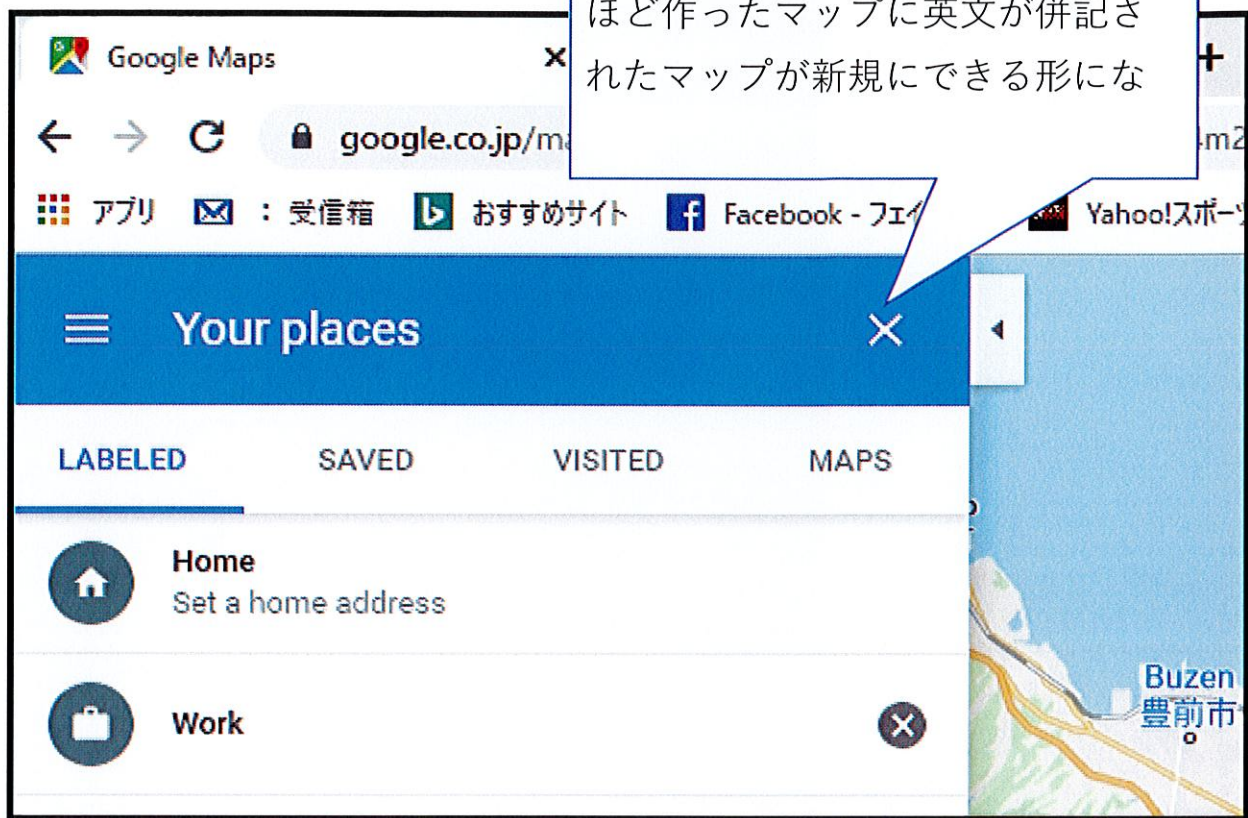 ほど作ったマップに英文が併記さ
れたマップが新規にできる形にな
Google Maps
google.co.jp/m
アプリ : 受信箱 おすすめサイト Facebook - フェイ Yahoo!スポーツ
Your places
LABELED SAVED VISITED MAPS
Home
Set a home address
Work
Buzen
豊前市